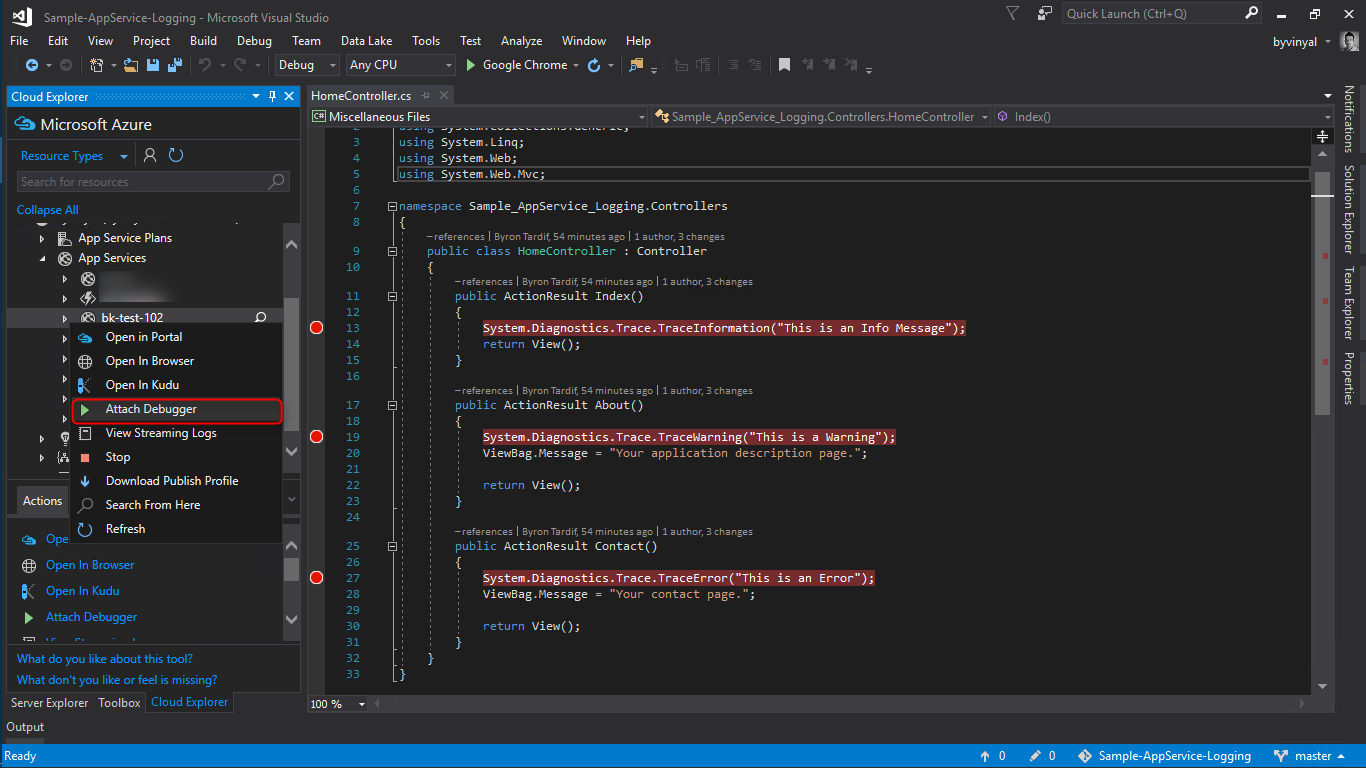 Sample-AppService-Logging - Microsoft Visual Studio
Quick Launch (Ctrl+Q)
File Edit View Project Build Debug Team Data Lake Tools Test Analyze Window Help
byvinyal
Debug Any CPU Google Chrome
Cloud Explorer
Microsoft Azure
Resource Types
Search for resources
Collapse All
App Service Plans
App Services
bk-test-102
Open in Portal
Open In Browser
Open In Kudu
Attach Debugger
View Streaming Logs
Stop
Download Publish Profile
Search From Here
Refresh
Actions
Ope
Open In Browser
Open In Kudu
Attach Debugger
What do you like about this tool?
What don't you like or feel is missing?
Server Explorer Toolbox Cloud Explorer
HomeController.cs
Miscellaneous Files Sample_AppService_Logging.Controllers.HomeController Index()
2 using System.Collections.Generic;
3 using System.Linq;
4 using System.Web;
5 using System.Web.Mvc;
6
7 namespace Sample_AppService_Logging.Controllers
8 {
–references | Byron Tardif, 54 minutes ago | 1 author, 3 changes
9 public class HomeController : Controller
10 {
–references | Byron Tardif, 54 minutes ago | 1 author, 3 changes
11 public ActionResult Index()
12 {
13 System.Diagnostics.Trace.TraceInformation("This is an Info Message");
14 return View();
15 }
16
–references | Byron Tardif, 54 minutes ago | 1 author, 3 changes
17 public ActionResult About()
18 {
19 System.Diagnostics.Trace.TraceWarning("This is a Warning");
20 ViewBag.Message = "Your application description page.";
21
22 return View();
23 }
24
–references | Byron Tardif, 54 minutes ago | 1 author, 3 changes
25 public ActionResult Contact()
26 {
27 System.Diagnostics.Trace.TraceError("This is an Error");
28 ViewBag.Message = "Your contact page.";
29
30 return View();
31 }
32 }
33 }
100 %
Notifications
Solution Explorer
Team Explorer
Properties
Output
Ready 0 0 Sample-AppService-Logging master